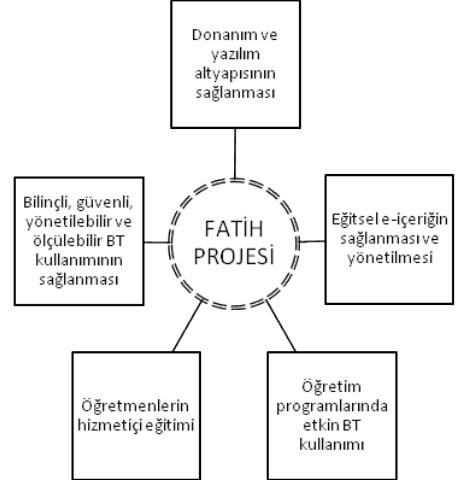 Donanım ve
yazılım
altyapısının
sağlanması
Bilinçli, güvenli,
yönetilebilir ve
ölçülebilir BT
kullanımının
sağlanması
FATİH
PROJESİ
Eğitsel e-içeriğin
sağlanması ve
yönetilmesi
Öğretmenlerin
hizmetiçi eğitimi
Öğretim
programlarında
etkin BT
kullanımı